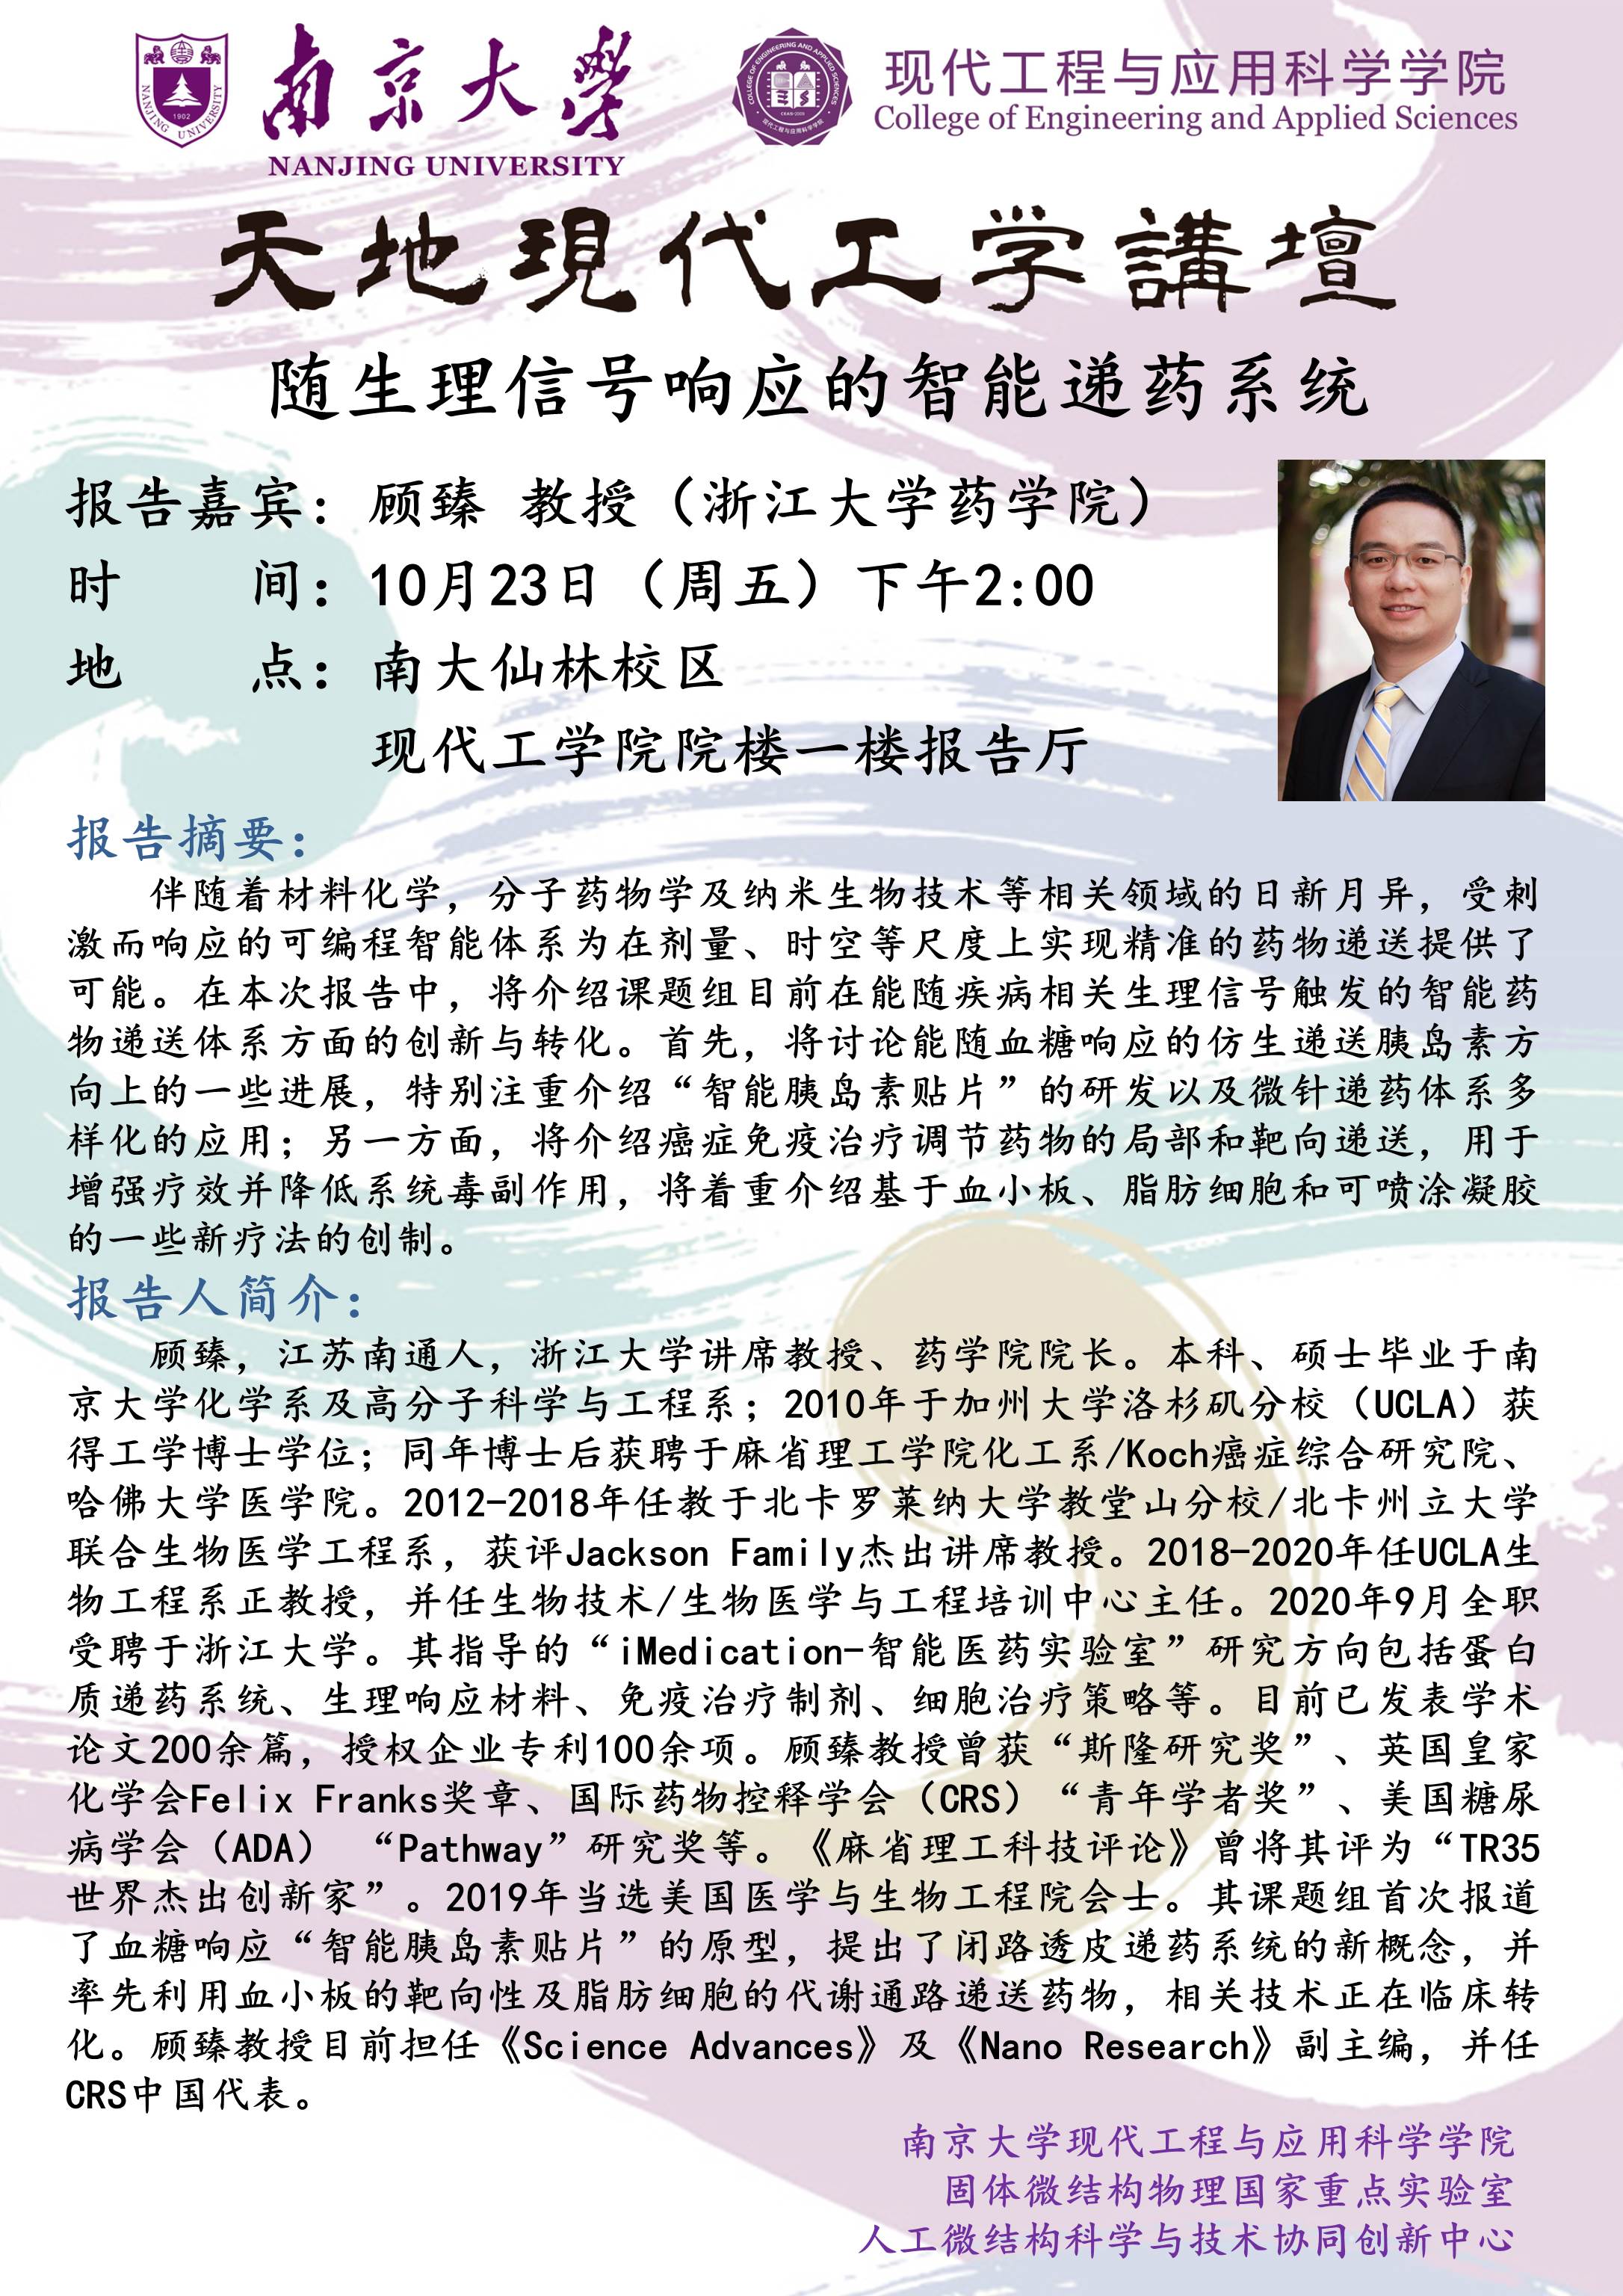 南京大學
NANJING UNIVERSITY
NANJING UNIVERSITY
1902
COLLEGE OF ENGINEERING AND APPLIED SCIENCES
现代工程与应用科学学院
现代工程与应用科学学院
College of Engineering and Applied Sciences
天地現代工学講壇
随生理信号响应的智能递药系统
报告嘉宾：顾臻 教授（浙江大学药学院）
时 间：10月23日（周五）下午2:00
地 点：南大仙林校区
现代工学院院楼一楼报告厅
报告摘要：
伴随着材料化学，分子药物学及纳米生物技术等相关领域的日新月异，受刺
激而响应的可编程智能体系为在剂量、时空等尺度上实现精准的药物递送提供了
可能。在本次报告中，将介绍课题组目前在能随疾病相关生理信号触发的智能药
物递送体系方面的创新与转化。首先，将讨论能随血糖响应的仿生递送胰岛素方
向上的一些进展，特别注重介绍“智能胰岛素贴片”的研发以及微针递药体系多
样化的应用；另一方面，将介绍癌症免疫治疗调节药物的局部和靶向递送，用于
增强疗效并降低系统毒副作用，将着重介绍基于血小板、脂肪细胞和可喷涂凝胶
的一些新疗法的创制。
报告人简介：
顾臻，江苏南通人，浙江大学讲席教授、药学院院长。本科、硕士毕业于南
京大学化学系及高分子科学与工程系；2010年于加州大学洛杉矶分校（UCLA）获
得工学博士学位；同年博士后获聘于麻省理工学院化工系/Koch癌症综合研究院、
哈佛大学医学院。2012-2018年任教于北卡罗莱纳大学教堂山分校/北卡州立大学
联合生物医学工程系，获评Jackson Family杰出讲席教授。2018-2020年任UCLA生
物工程系正教授，并任生物技术/生物医学与工程培训中心主任。2020年9月全职
受聘于浙江大学。其指导的“iMedication-智能医药实验室”研究方向包括蛋白
质递药系统、生理响应材料、免疫治疗制剂、细胞治疗策略等。目前已发表学术
论文200余篇，授权企业专利100余项。顾臻教授曾获“斯隆研究奖”、英国皇家
化学会Felix Franks奖章、国际药物控释学会（CRS）“青年学者奖”、美国糖尿
病学会（ADA） “Pathway”研究奖等。《麻省理工科技评论》曾将其评为“TR35
世界杰出创新家”。2019年当选美国医学与生物工程院会士。其课题组首次报道
了血糖响应“智能胰岛素贴片”的原型，提出了闭路透皮递药系统的新概念，并
率先利用血小板的靶向性及脂肪细胞的代谢通路递送药物，相关技术正在临床转
化。顾臻教授目前担任《Science Advances》及《Nano Research》副主编，并任
CRS中国代表。
南京大学现代工程与应用科学学院
固体微结构物理国家重点实验室
人工微结构科学与技术协同创新中心